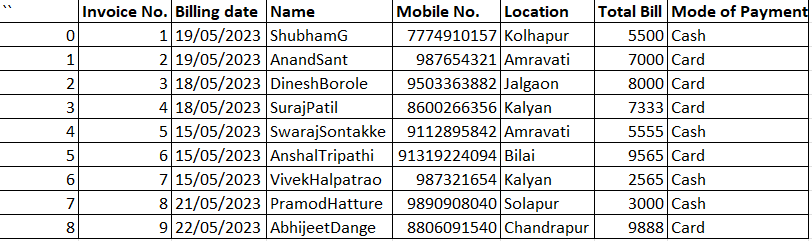 `` Invoice No. Billing date Name Mobile No. Location Total Bill Mode of Payment
0 1 19/05/2023 ShubhamG 7774910157 Kolhapur 5500 Cash
1 2 19/05/2023 AnandSant 987654321 Amravati 7000 Card
2 3 18/05/2023 DineshBorole 9503363882 Jalgaon 8000 Card
3 4 18/05/2023 SurajPatil 8600266356 Kalyan 7333 Card
4 5 15/05/2023 SwarajSontakke 9112895842 Amravati 5555 Cash
5 6 15/05/2023 AnshalTripathi 91319224094 Bilai 9565 Card
6 7 15/05/2023 VivekHalpatrao 987321654 Kalyan 2565 Cash
7 8 21/05/2023 PramodHatture 9890908040 Solapur 3000 Cash
8 9 22/05/2023 AbhijeetDange 8806091540 Chandrapur 9888 Card